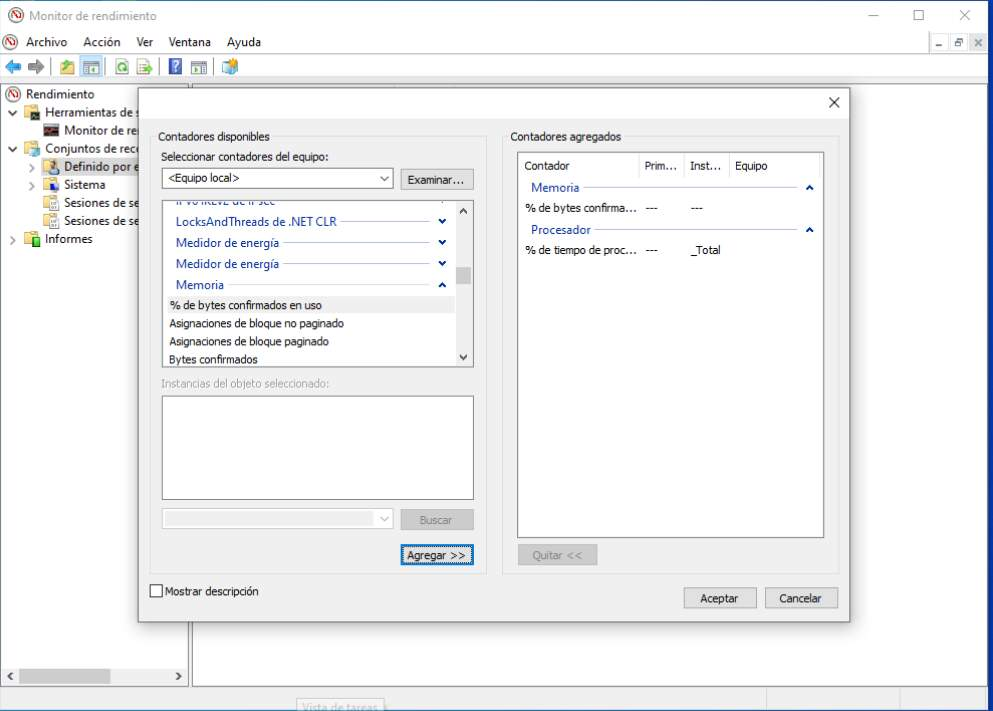 Monitor de rendimiento
Archivo Acción Ver Ventana Ayuda
Rendimiento
Herramientas de s
Monitor de re
Conjuntos de rec
Definido por e
Sistema
Sesiones de se
Sesiones de se
Informes
Contadores disponibles
Seleccionar contadores del equipo:
<Equipo local>
Examinar...
LocksAndThreads de .NET CLR
Medidor de energía
Medidor de energía
Memoria
% de bytes confirmados en uso
Asignaciones de bloque no paginado
Asignaciones de bloque paginado
Bytes confirmados
Instancias del objeto seleccionado:
Buscar
Agregar >>
Mostrar descripción
Contadores agregados
Contador Prim... Inst... Equipo
Memoria
% de bytes confirma... --- ---
Procesador
% de tiempo de proc... --- _Total
Quitar <<
Aceptar Cancelar
Vista de tareas